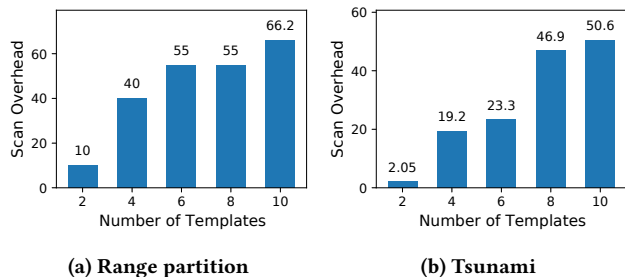 66.2
55
55
40
10
60
40
20
0
Scan Overhead
2 4 6 8 10
Number of Templates
(a) Range partition
60
50.6
46.9
40
23.3
19.2
20
2.05
0
Scan Overhead
2 4 6 8 10
Number of Templates
(b) Tsunami